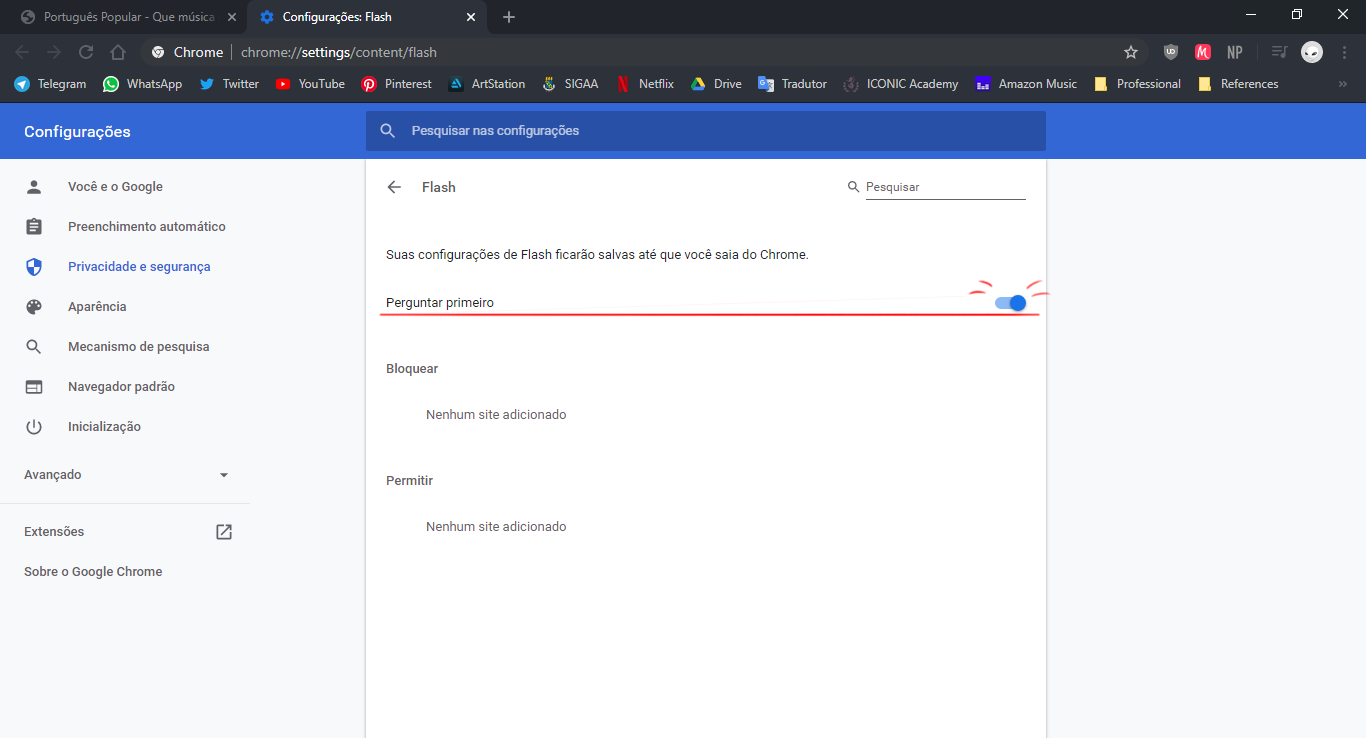 Português Popular - Que música
Configurações: Flash
Chrome
chrome://settings/content/flash
NP
Telegram
WhatsApp
Twitter
YouTube
Pinterest
ArtStation
SIGAA
Netflix
Drive
Tradutor
ICONIC Academy
Amazon Music
Professional
References
Configurações
Pesquisar nas configurações
Você e o Google
Preenchimento automático
Privacidade e segurança
Aparência
Mecanismo de pesquisa
Navegador padrão
Inicialização
Avançado
Extensões
Sobre o Google Chrome
Flash
Pesquisar
Suas configurações de Flash ficarão salvas até que você saia do Chrome.
Perguntar primeiro
Bloquear
Nenhum site adicionado
Permitir
Nenhum site adicionado